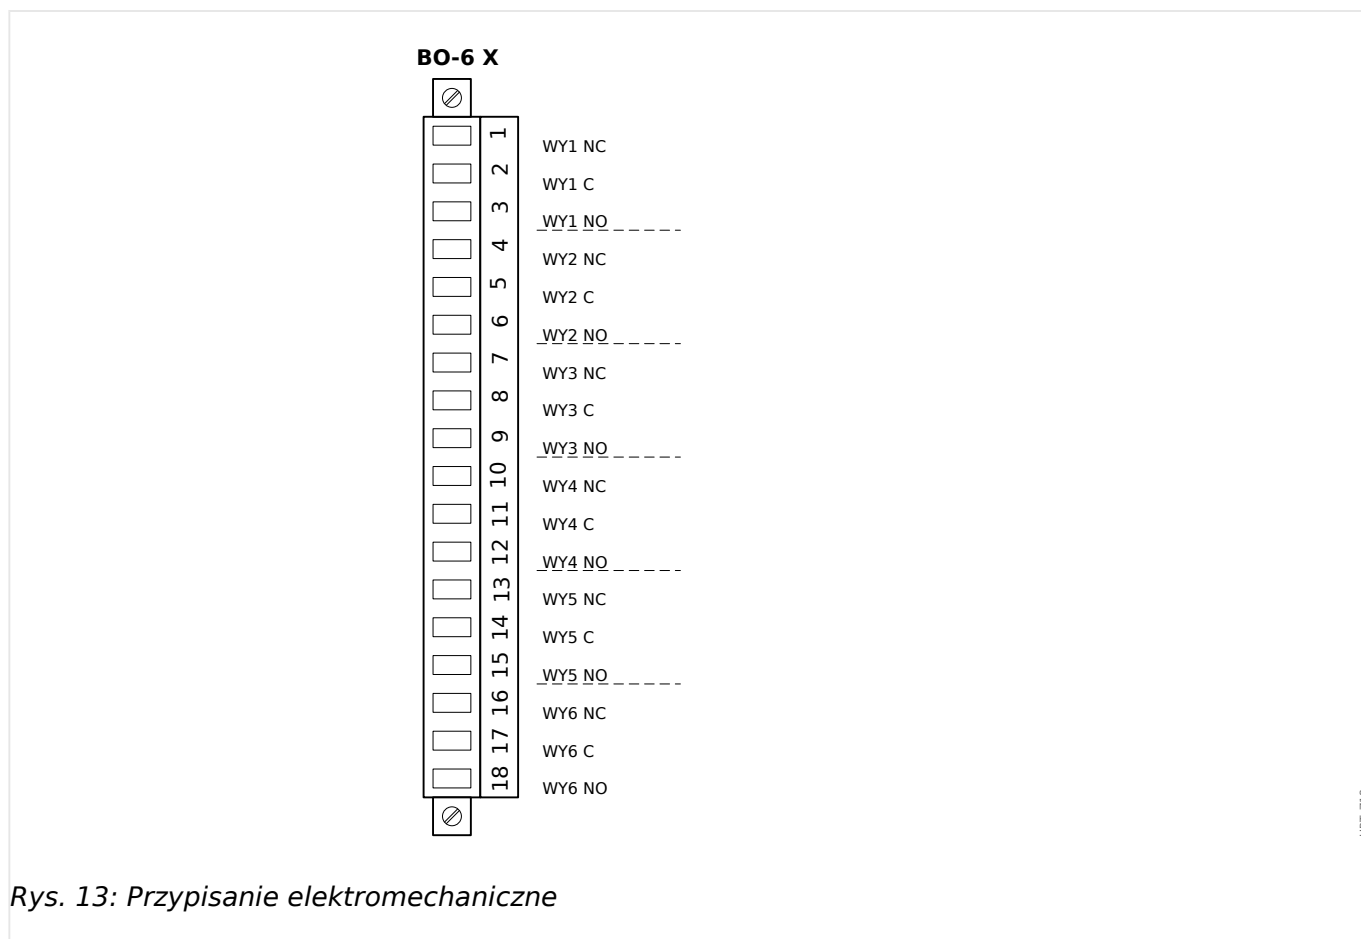 BO-6 X
1 WY1 NC
2 WY1 C
3 WY1 NO
4 WY2 NC
5 WY2 C
6 WY2 NO
7 WY3 NC
8 WY3 C
9 WY3 NO
10 WY4 NC
11 WY4 C
12 WY4 NO
13 WY5 NC
14 WY5 C
15 WY5 NO
16 WY6 NC
17 WY6 C
18 WY6 NO
Rys. 13: Przypisanie elektromechaniczne